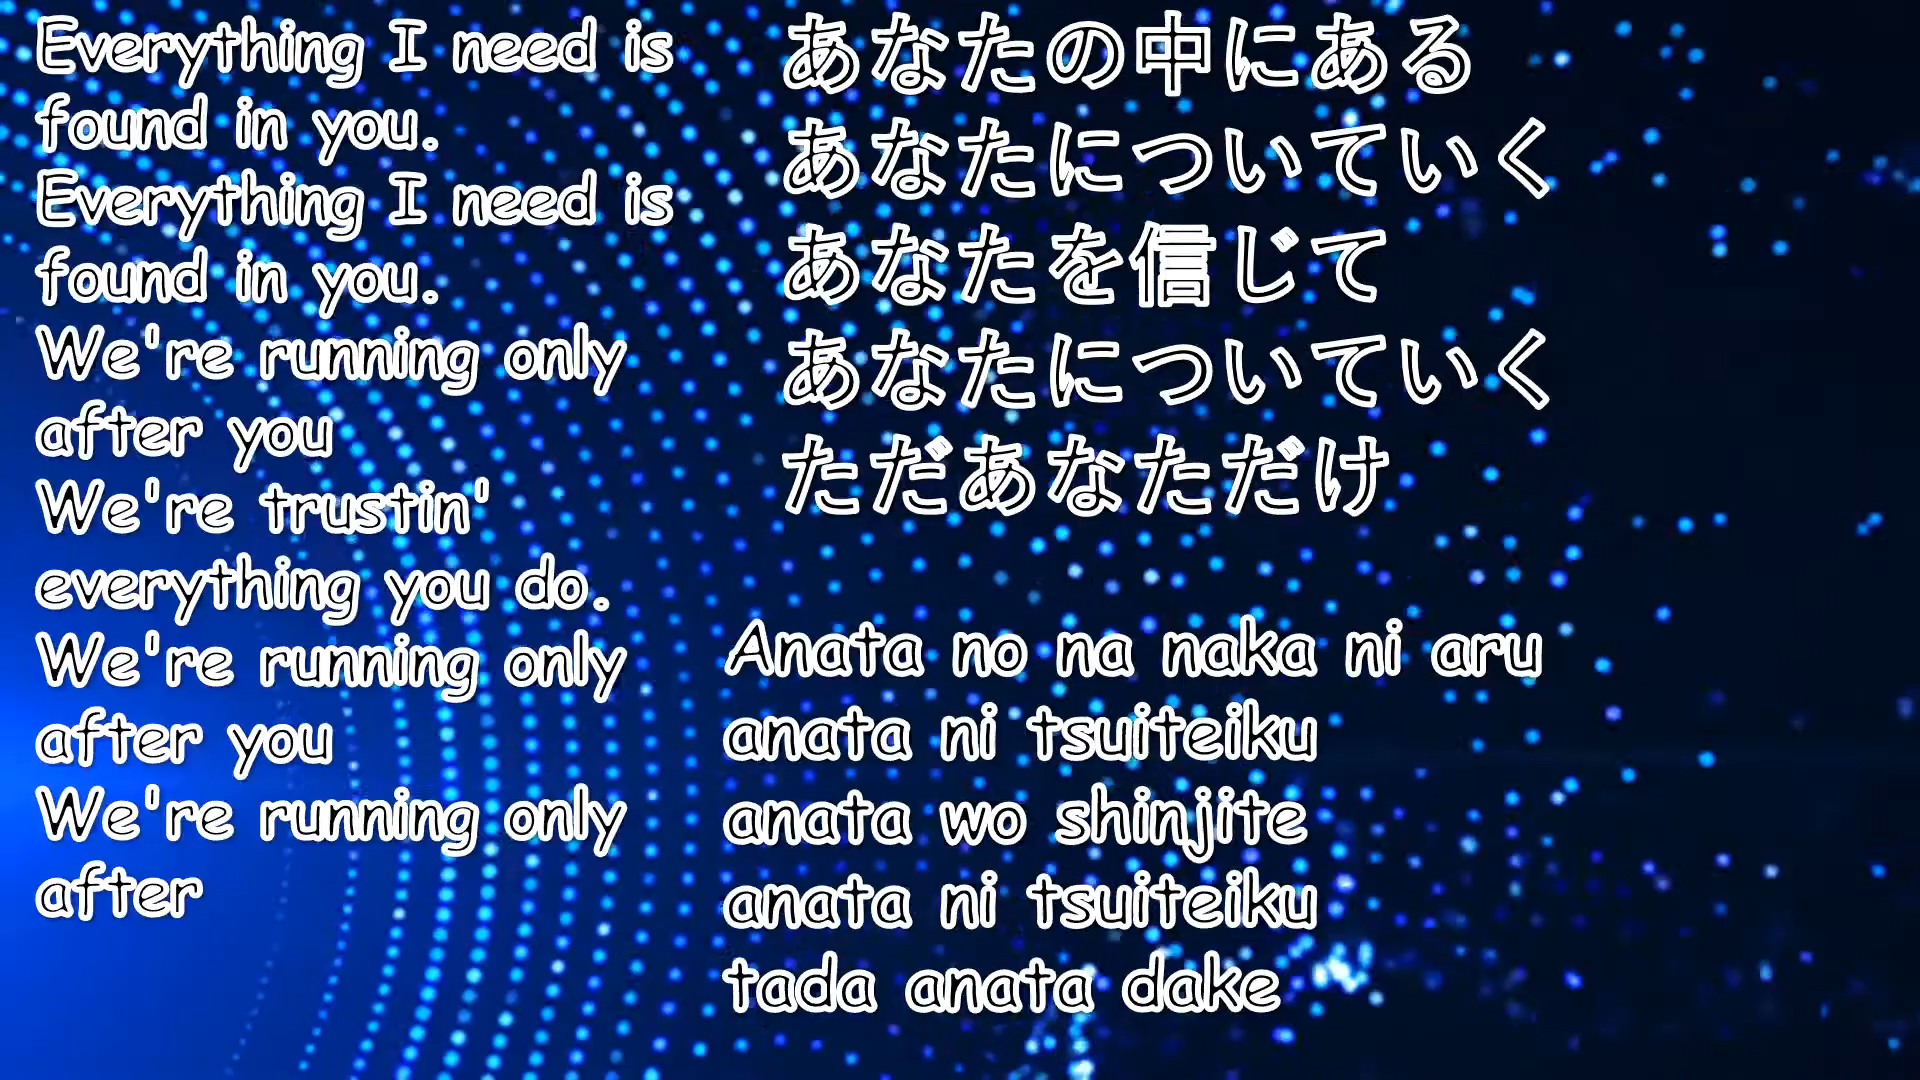 Everything I need is
found in you.
Everything I need is
found in you.
We're running only
after you
We're trustin'
everything you do.
We're running only
after you
We're running only
after
あなたの中にある
あなたについていく
あなたを信じて
あなたについていく
ただあなただけ
Anata no na naka ni aru
anata ni tsuiteiku
anata wo shinjite
anata ni tsuiteiku
tada anata dake